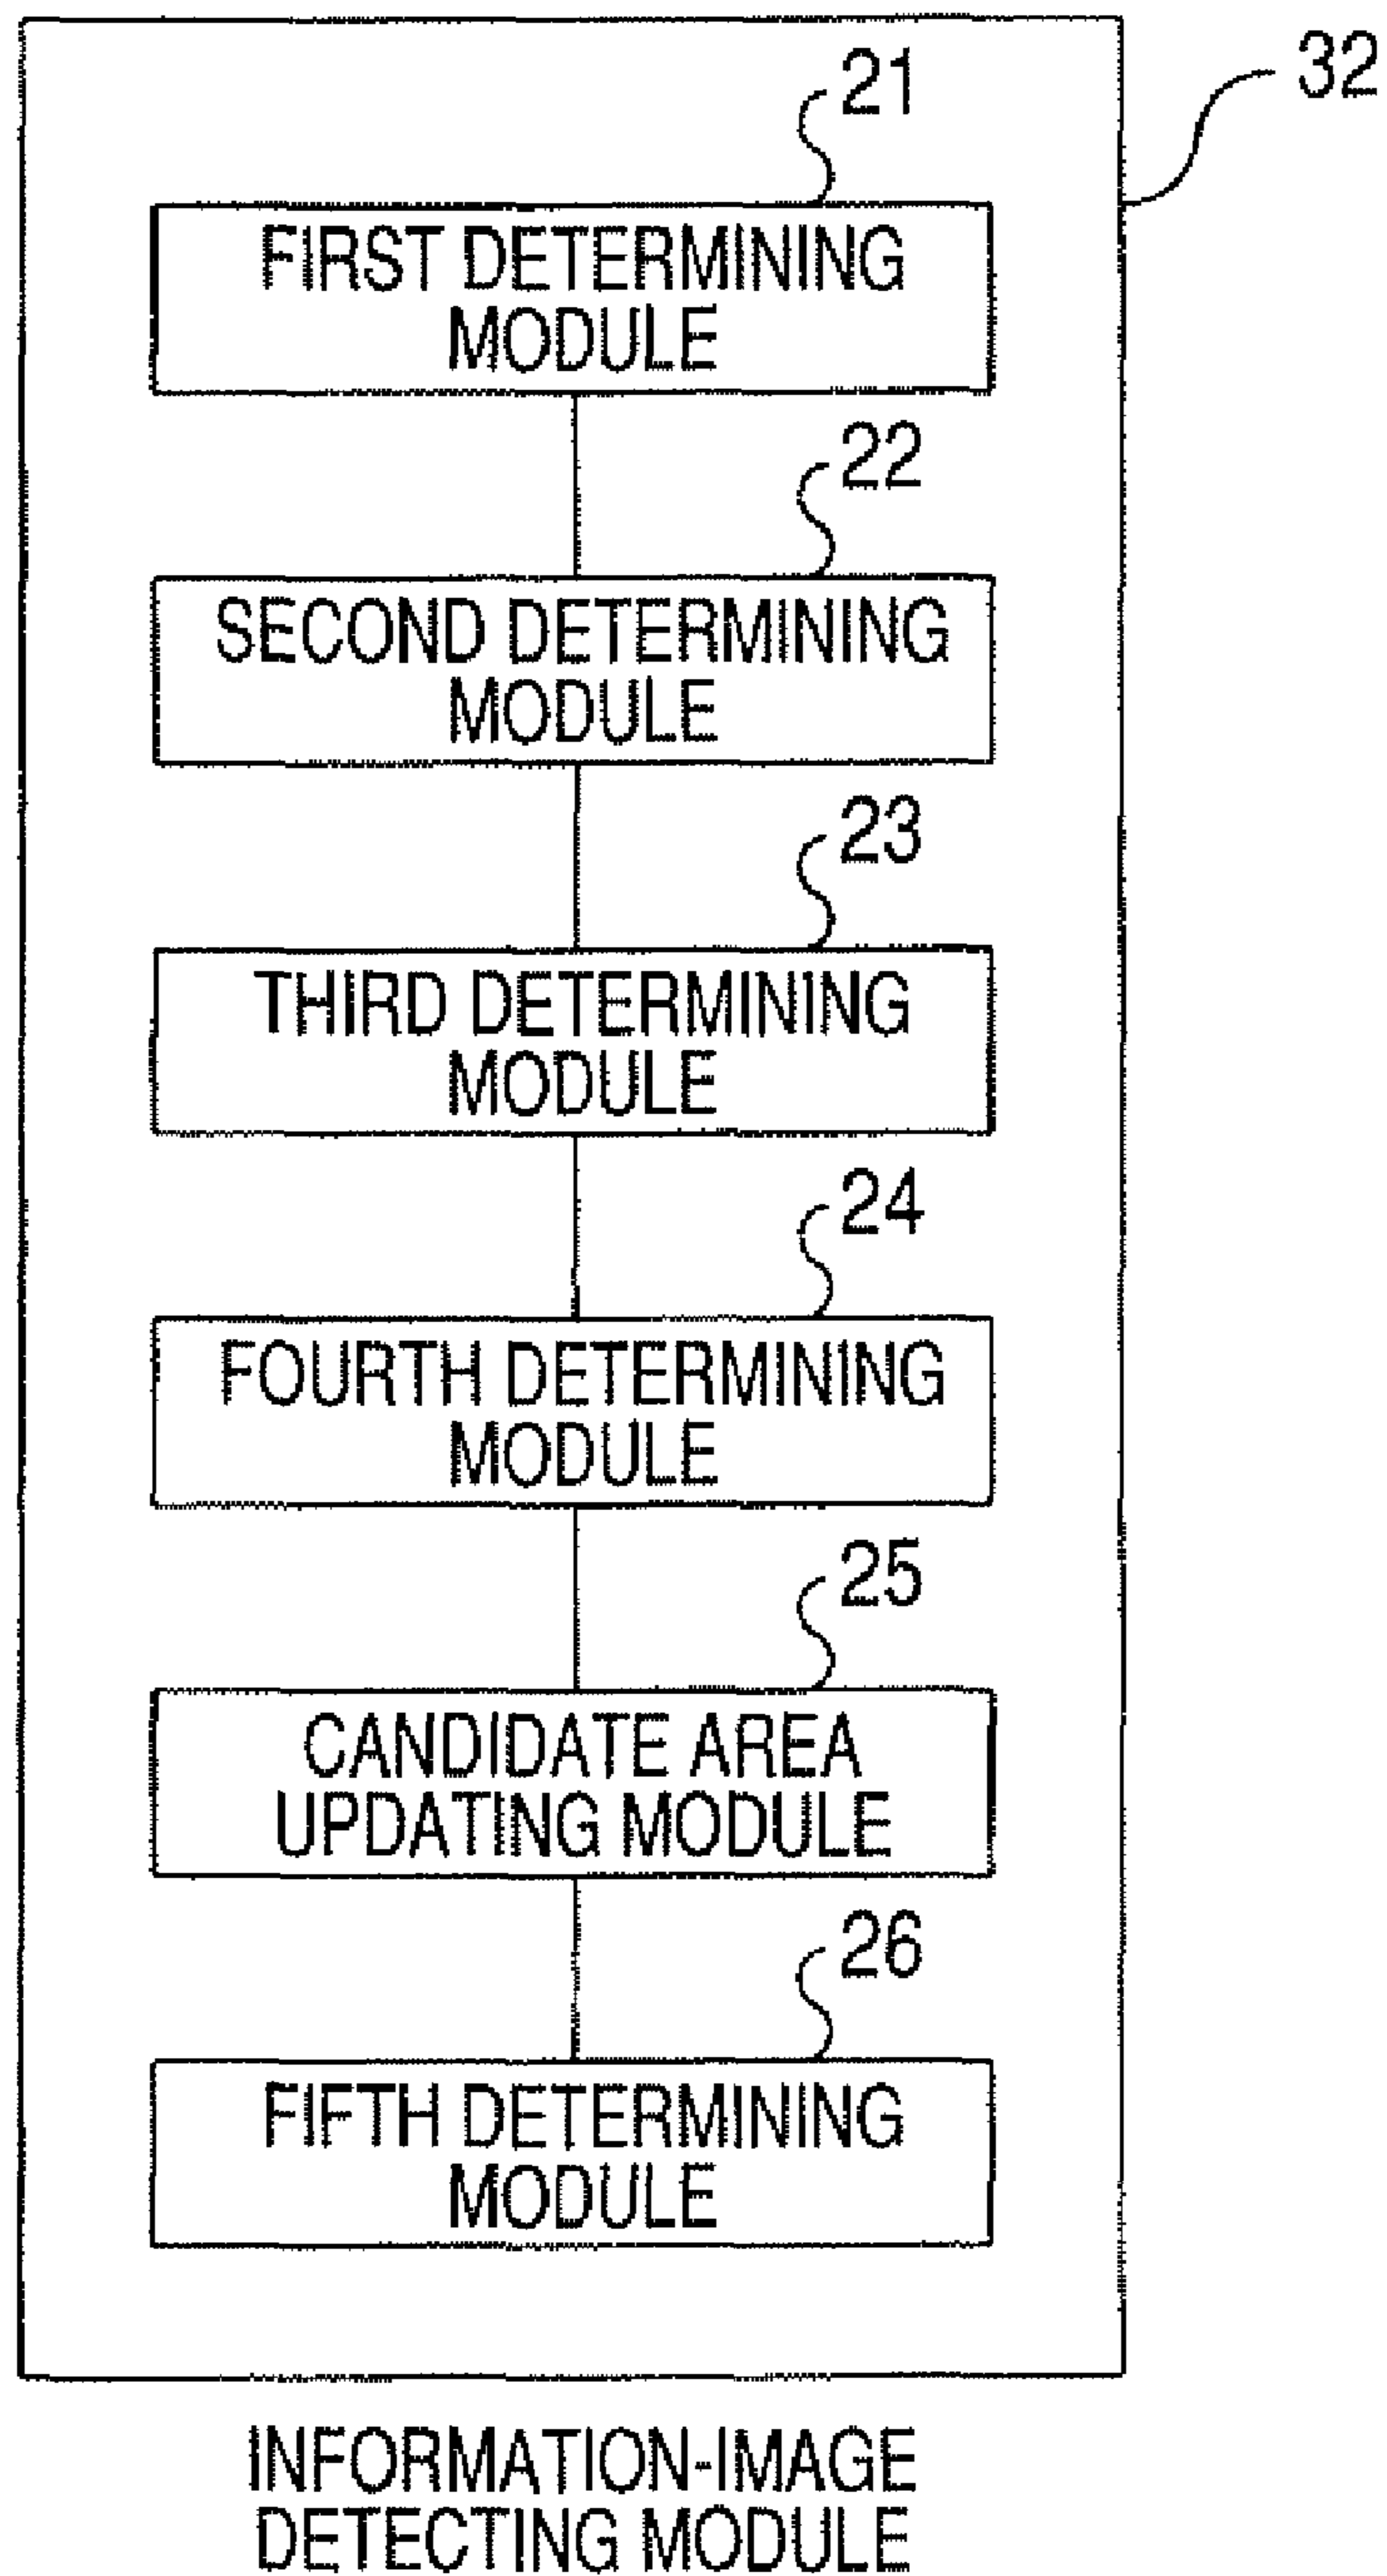 32
21
FIRST DETERMINING
MODULE
22
SECOND DETERMINING
MODULE
23
THIRD DETERMINING
MODULE
24
FOURTH DETERMINING
MODULE
25
CANDIDATE AREA
UPDATING MODULE
26
FIFTH DETERMINING
MODULE
INFORMATION-IMAGE
DETECTING MODULE